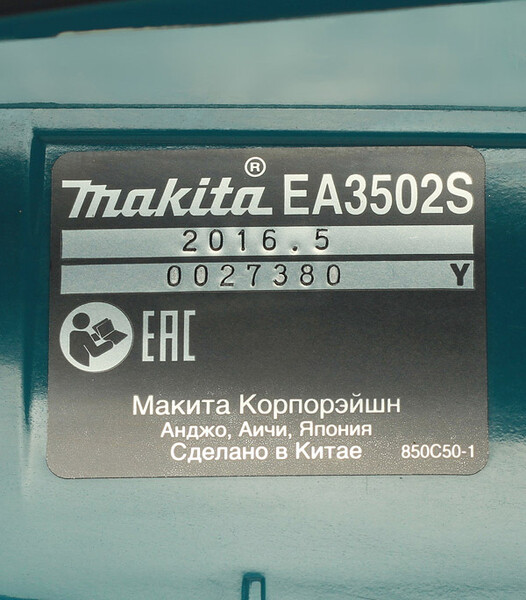 makita® EA3502S
2016.5
0027380 Y
EAC
Макита Корпорэйшн
Анджо, Аичи, Япония
Сделано в Китае 850C50-1